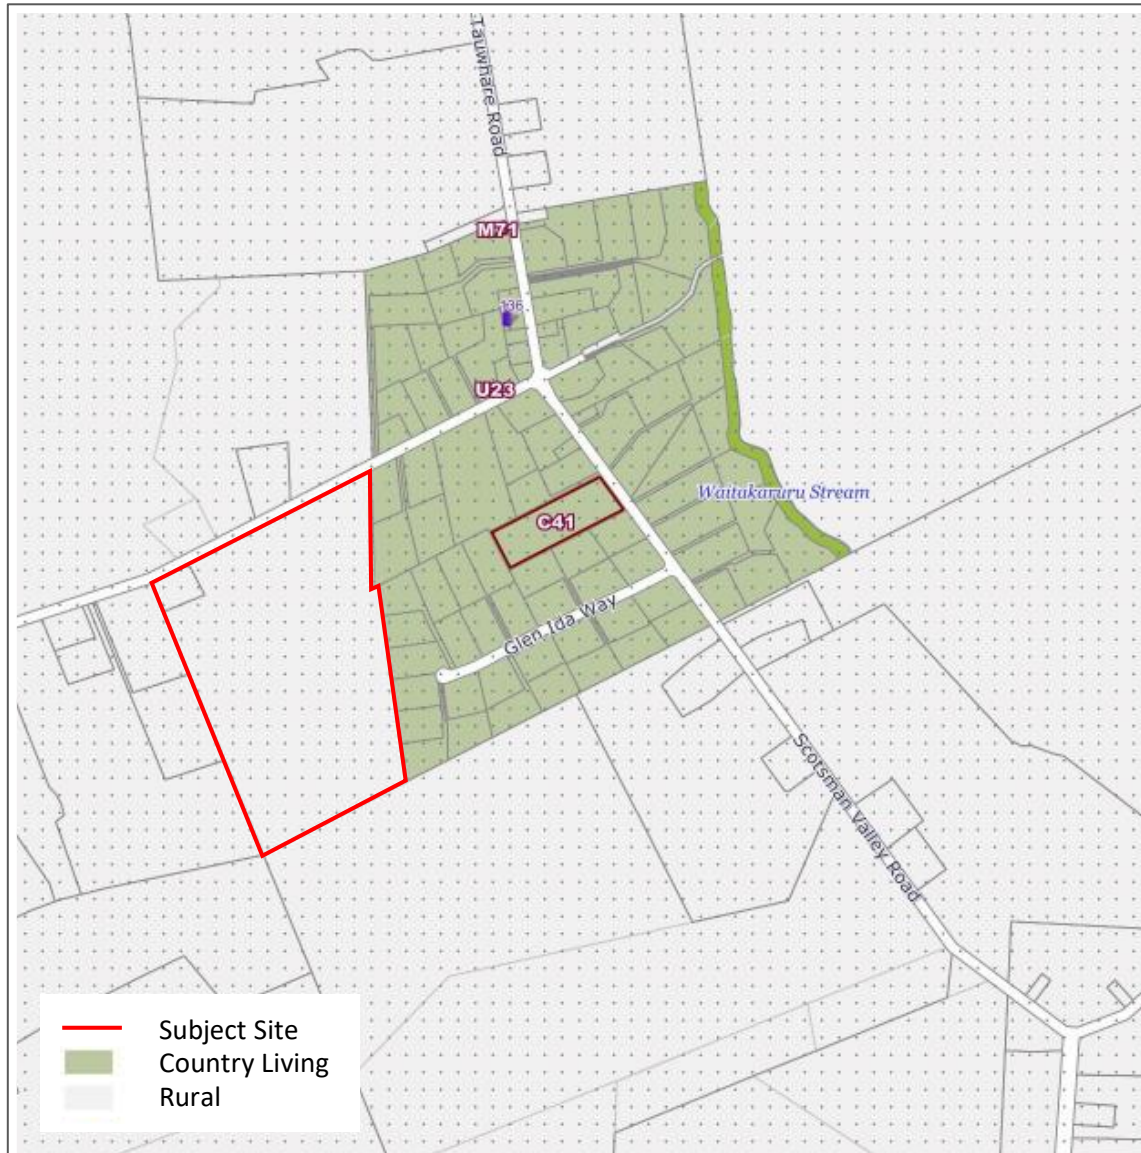 Tauwhare Road
M71
136
U23
Waitakaruru Stream
C41
Glen Ida Way
Scotsman Valley Road
Subject Site
Country Living
Rural